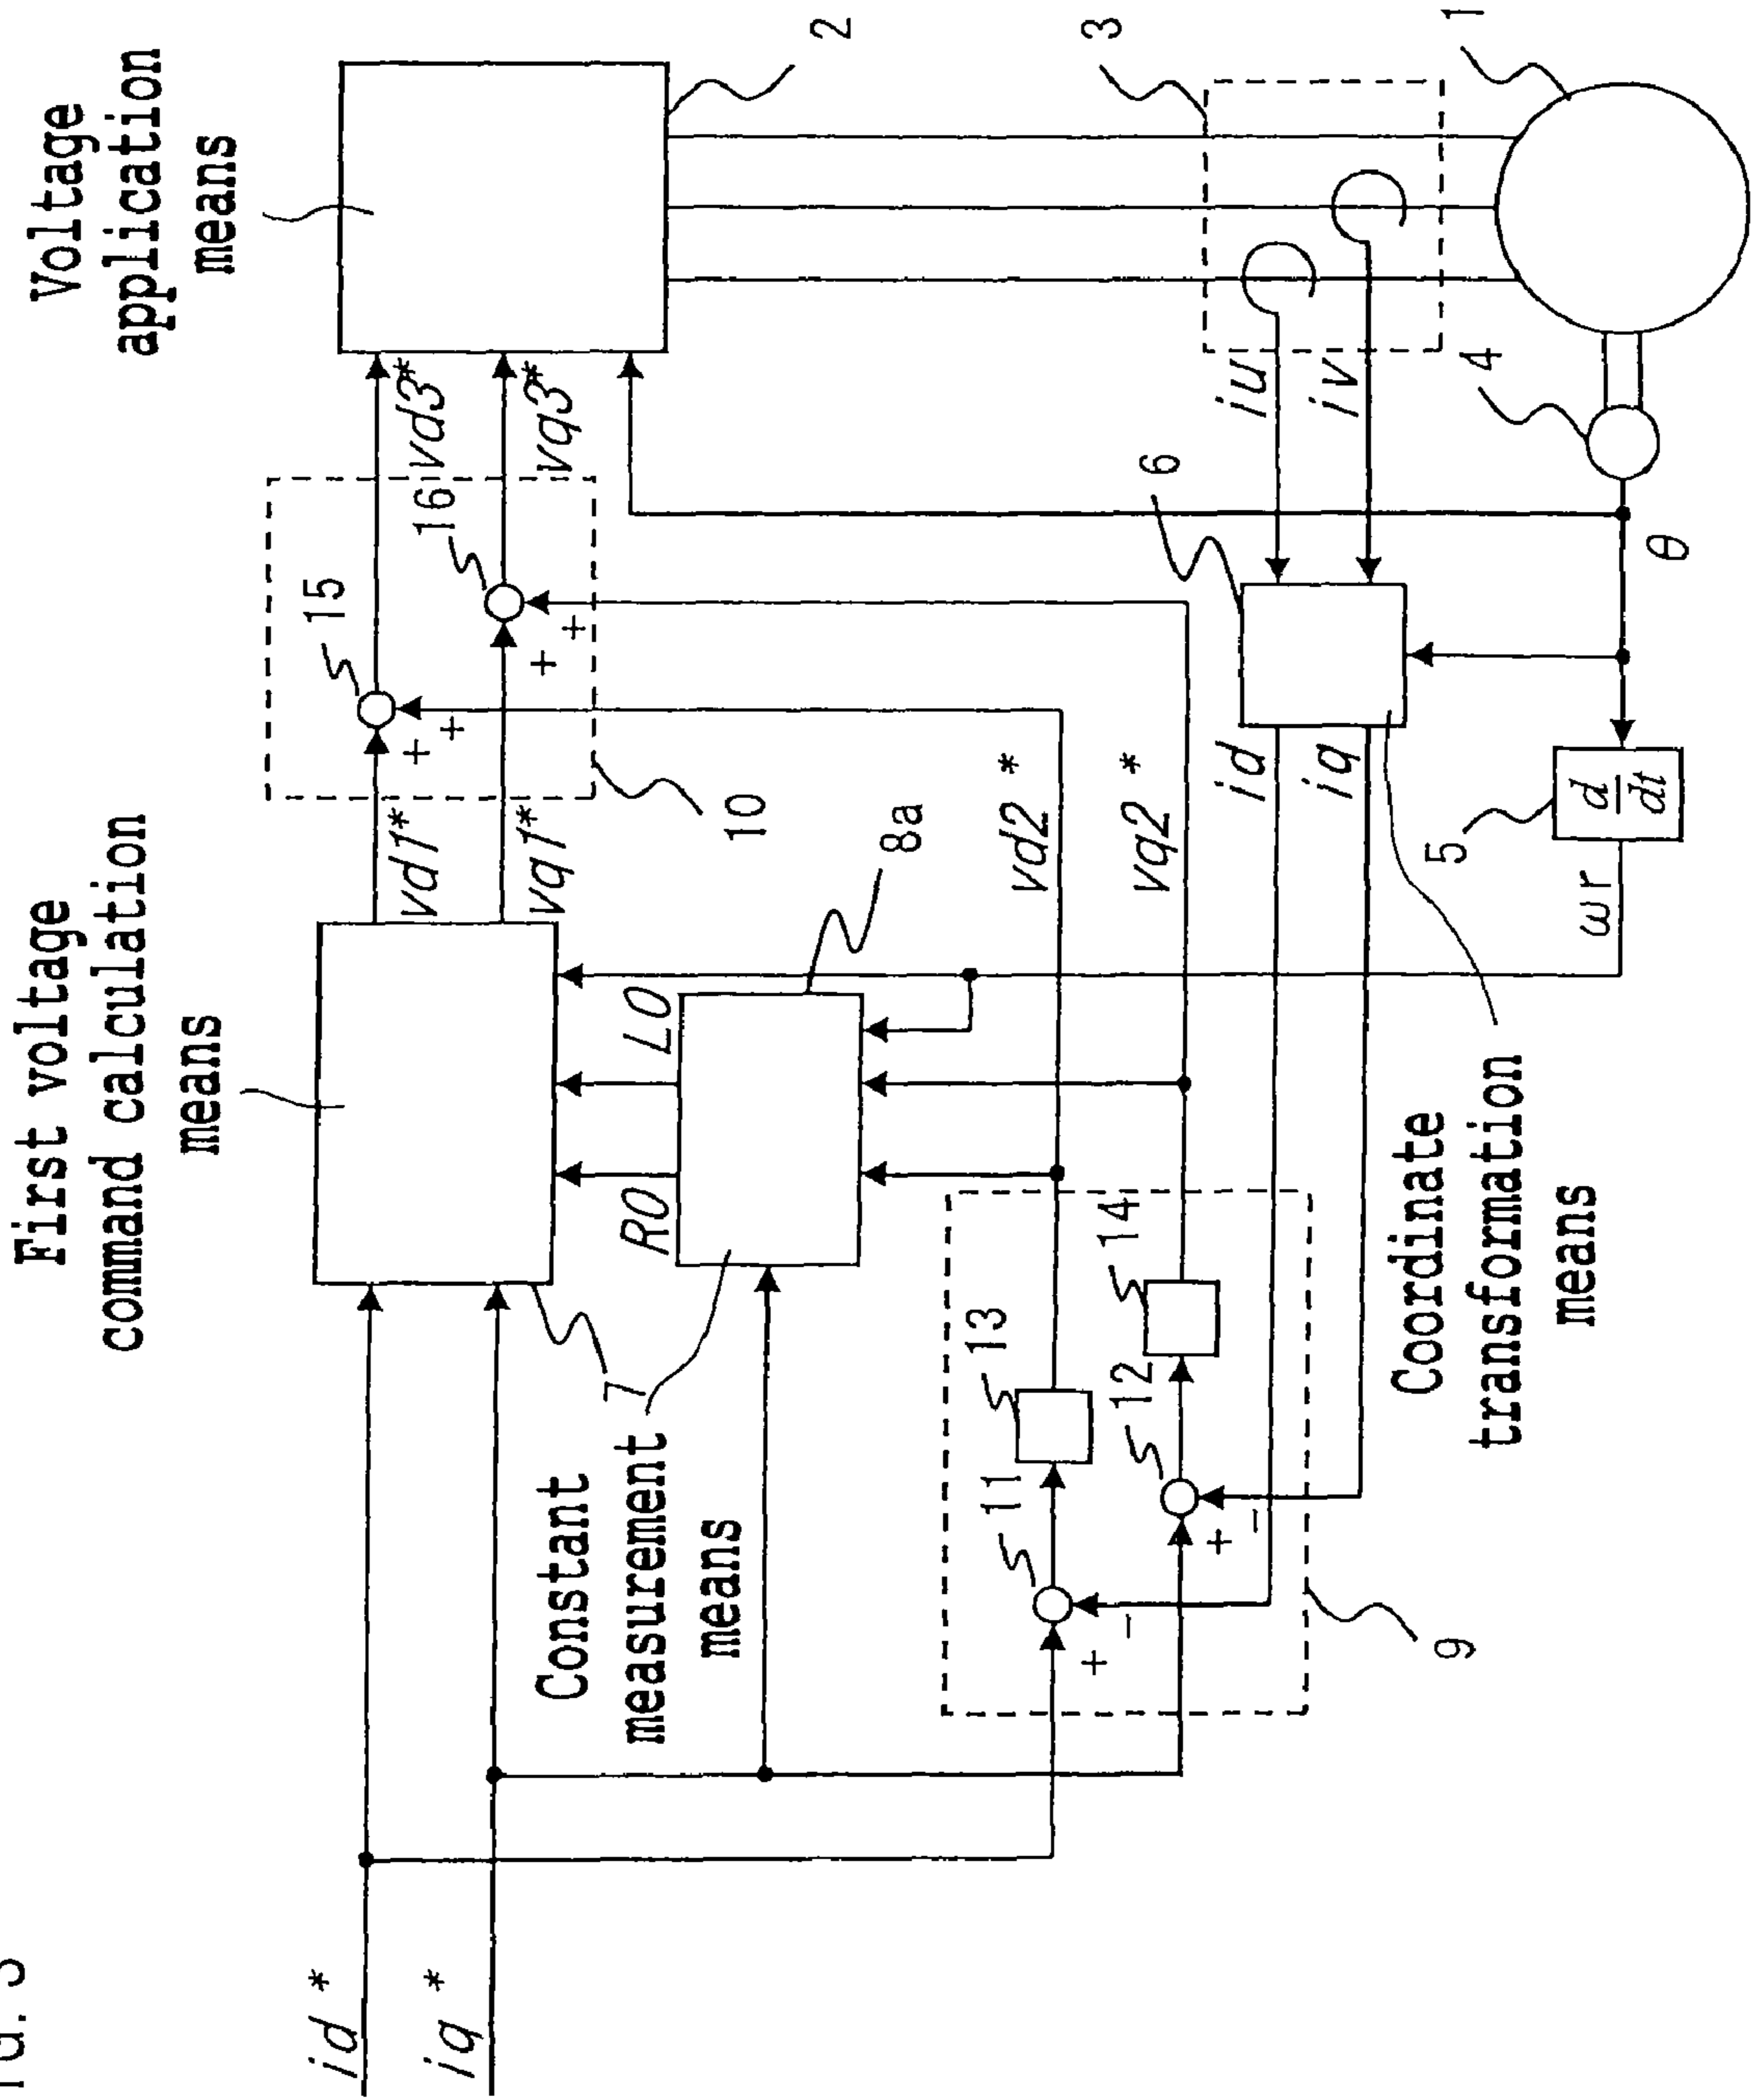 First voltage
command calculation
means
Voltage
application
means
id *
iq *
vd1*
vq1*
15
16
vd3*
vq3*
2
10
7
R0
L0
8a
Constant
measurement
means
3
+
+
+
+
vd2 *
vq2 *
11
13
12
14
+
−
+
−
9
id
iq
6
iu
iv
Coordinate
transformation
means
ωr
5
d
dt
θ
4
1